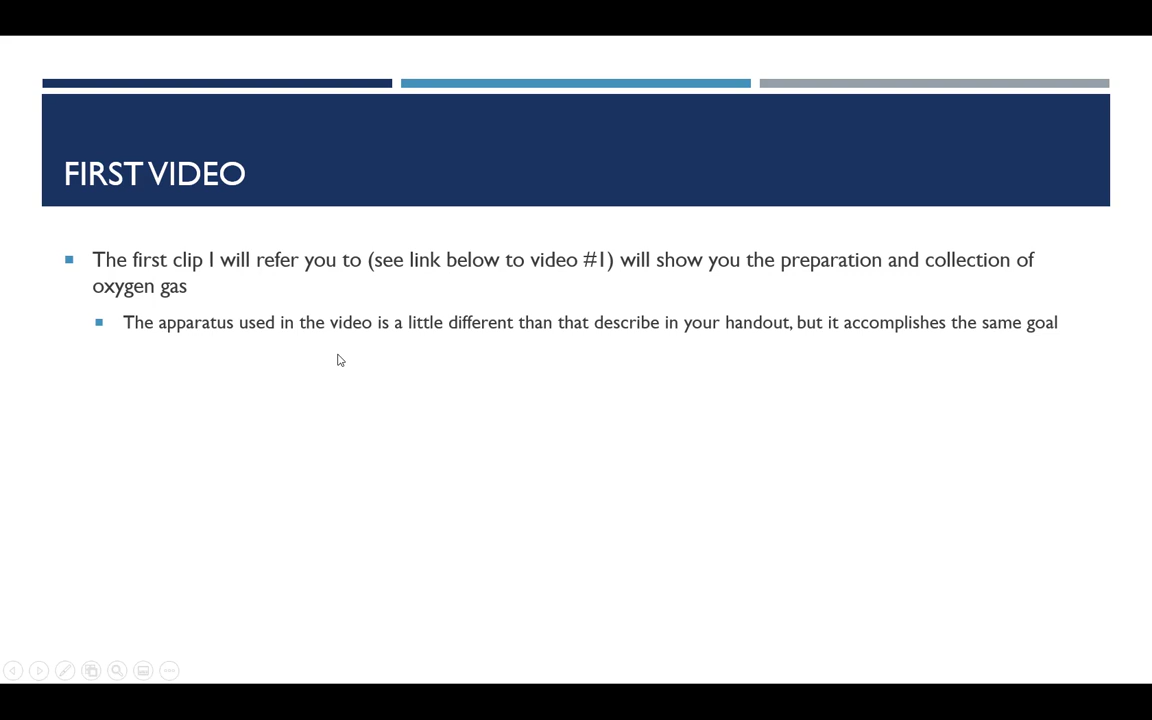 FIRST VIDEO
The first clip I will refer you to (see link below to video #1) will show you the preparation and collection of
oxygen gas
The apparatus used in the video is a little different than that describe in your handout, but it accomplishes the same goal